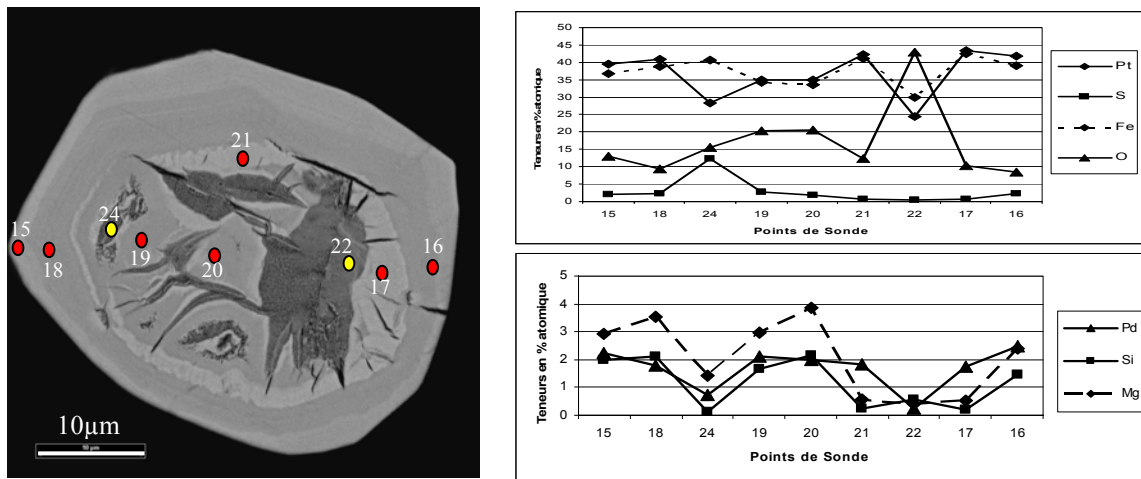 21
24
15
18
19
20
22
17
16
10µm
10 µm
50
45
40
35
30
25
20
15
10
5
0
Teneurs en % atomique
15 18 24 19 20 21 22 17 16
Points de Sonde
Pt
S
Fe
O
5
4
3
2
1
0
Teneurs en % atomique
15 18 24 19 20 21 22 17 16
Points de Sonde
Pd
Si
Mg